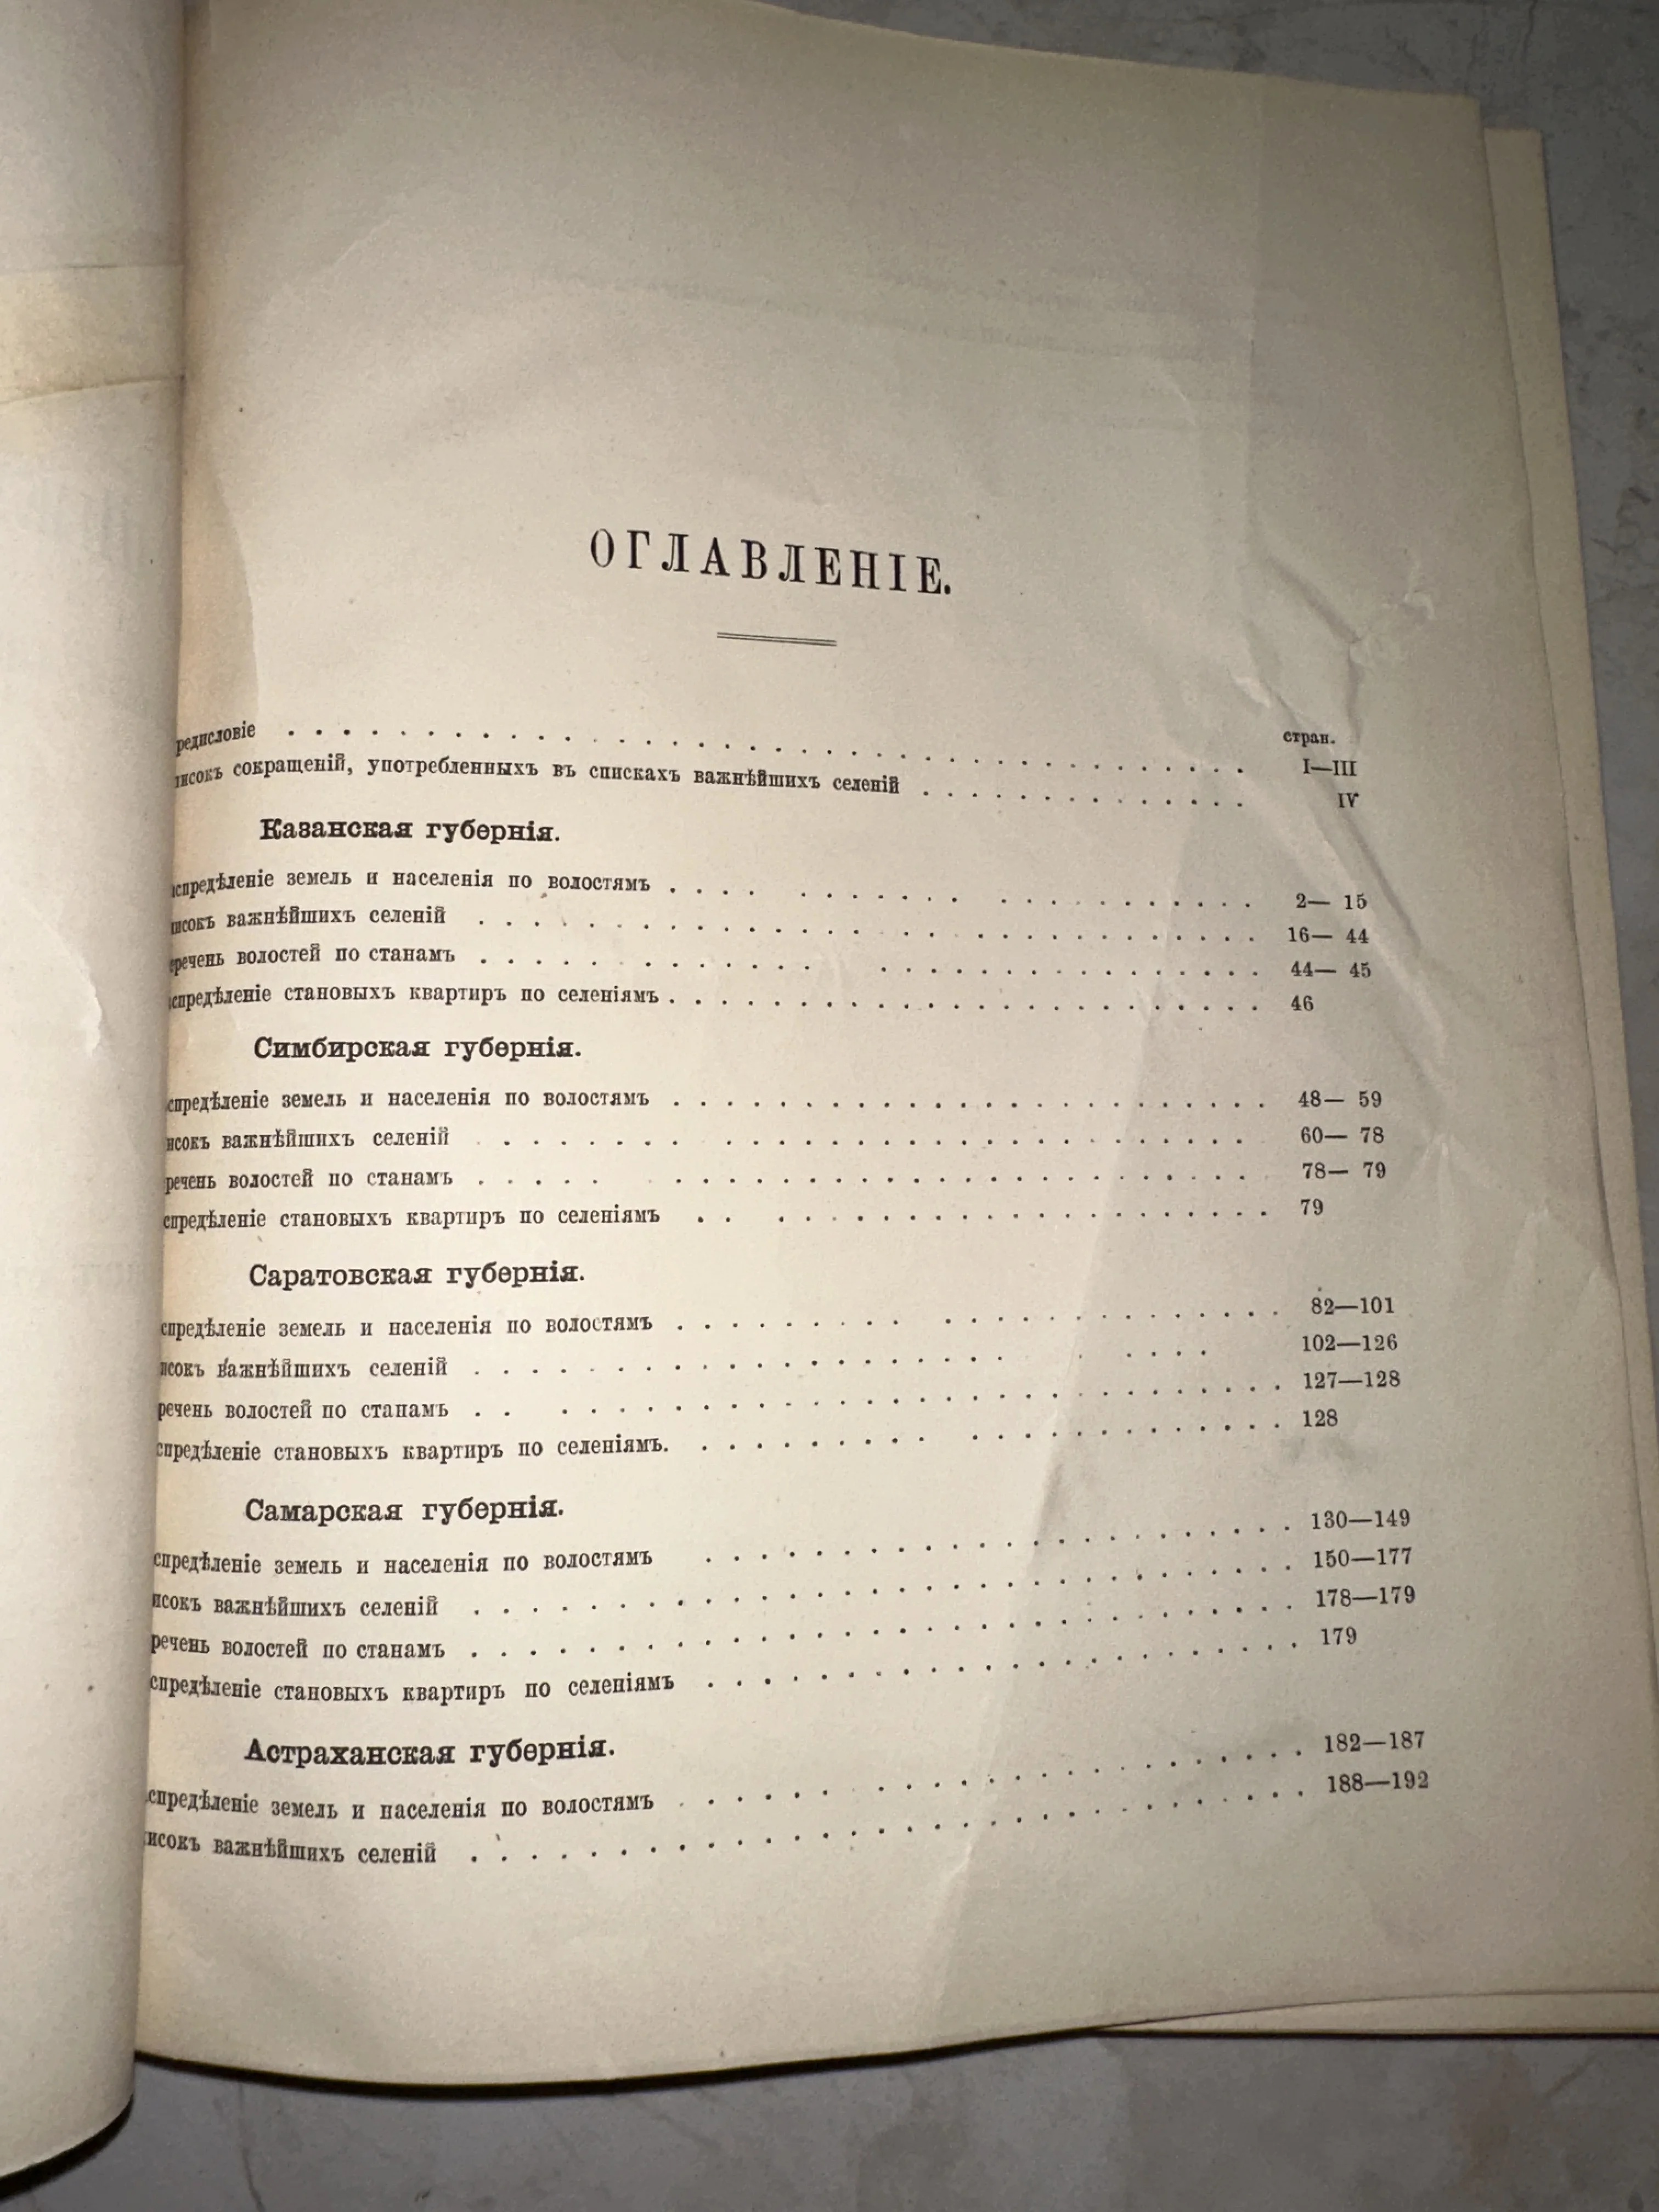 ОГЛАВЛЕНІЕ.
стран.
редисловіе . . . . . . . . . . . . . . . . . . . . . . . . . . . . . . . . . . . I—III
исокъ сокращеній, употребленныхъ въ спискахъ важнѣйшихъ селеній . . . . . . . . . . . . . IV
Казанская губернія.
спредѣленіе земель и населенія по волостямъ . . . . . . . . . . . . . . . . . . . . . 2— 15
исокъ важнѣйшихъ селеній . . . . . . . . . . . . . . . . . . . . . . . . . . . . 16— 44
речень волостей по станамъ . . . . . . . . . . . . . . . . . . . . . . . . . . . 44— 45
спредѣленіе становыхъ квартиръ по селеніямъ . . . . . . . . . . . . . . . . . . . . . . 46
Симбирская губернія.
спредѣленіе земель и населенія по волостямъ . . . . . . . . . . . . . . . . . . . . . . . 48— 59
исокъ важнѣйшихъ селеній . . . . . . . . . . . . . . . . . . . . . . . . . . . 60— 78
речень волостей по станамъ . . . . . . . . . . . . . . . . . . . . . . . . . . . 78— 79
спредѣленіе становыхъ квартиръ по селеніямъ . . . . . . . . . . . . . . . . . . . . . 79
Саратовская губернія.
спредѣленіе земель и населенія по волостямъ . . . . . . . . . . . . . . . . . . . . . . . 82—101
исокъ важнѣйшихъ селеній . . . . . . . . . . . . . . . . . . . . . . . . 102—126
речень волостей по станамъ . . . . . . . . . . . . . . . . . . . . . . . . . . . . . 127—128
спредѣленіе становыхъ квартиръ по селеніямъ. . . . . . . . . . . . . . . . . . . . . . 128
Самарская губернія.
спредѣленіе земель и населенія по волостямъ . . . . . . . . . . . . . . . . . . . . . . 130—149
исокъ важнѣйшихъ селеній . . . . . . . . . . . . . . . . . . . . . . . . . . . . . 150—177
речень волостей по станамъ . . . . . . . . . . . . . . . . . . . . . . . . . . . . . 178—179
спредѣленіе становыхъ квартиръ по селеніямъ . . . . . . . . . . . . . . . . . . . . . . 179
Астраханская губернія.
спредѣленіе земель и населенія по волостямъ . . . . . . . . . . . . . . . . . . . . . . 182—187
исокъ важнѣйшихъ селеній . . . . . . . . . . . . . . . . . . . . . . . . . . . . . 188—192